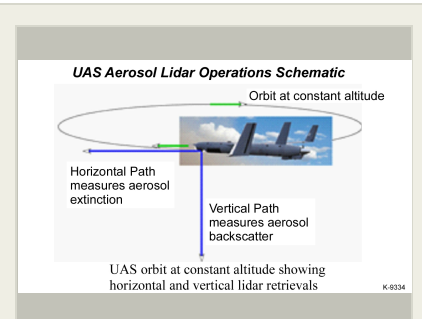 UAS Aerosol Lidar Operations Schematic
Orbit at constant altitude
Horizontal Path
measures aerosol
extinction
Vertical Path
measures aerosol
backscatter
UAS orbit at constant altitude showing
horizontal and vertical lidar retrievals
K-9334